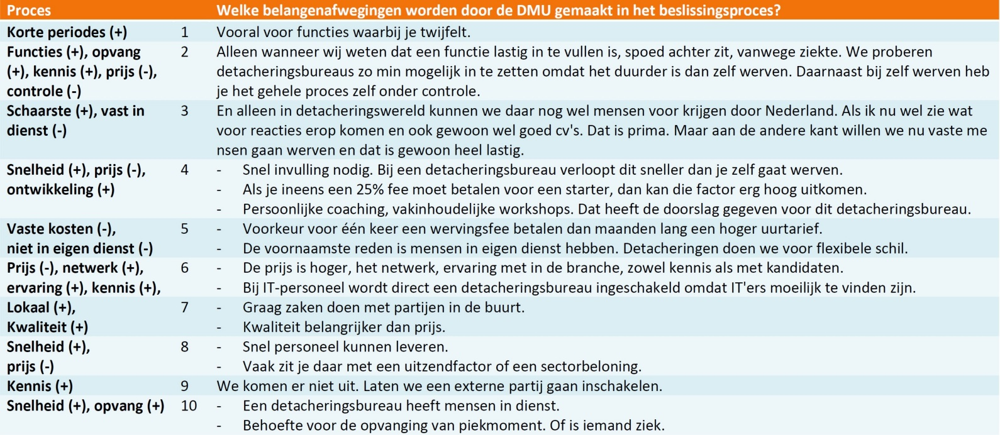 Proces Welke belangenafwegingen worden door de DMU gemaakt in het beslissingsproces?
Korte periodes (+) 1 Vooral voor functies waarbij je twijfelt.
Functies (+), opvang 2 Alleen wanneer wij weten dat een functie lastig in te vullen is, spoed achter zit, vanwege ziekte. We proberen
(+), kennis (+), prijs (-), detacheringsbureaus zo min mogelijk in te zetten omdat het duurder is dan zelf werven. Daarnaast bij zelf werven heb
controle (-) je het gehele proces zelf onder controle.
Schaarste (+), vast in 3 En alleen in detacheringswereld kunnen we daar nog wel mensen voor krijgen door Nederland. Als ik nu wel zie wat
dienst (-) voor reacties erop komen en ook gewoon wel goed cv's. Dat is prima. Maar aan de andere kant willen we nu vaste me
nsen gaan werven en dat is gewoon heel lastig.
Snelheid (+), prijs (-), 4 - Snel invulling nodig. Bij een detacheringsbureau verloopt dit sneller dan je zelf gaat werven.
ontwikkeling (+) - Als je ineens een 25% fee moet betalen voor een starter, dan kan die factor erg hoog uitkomen.
- Persoonlijke coaching, vakinhoudelijke workshops. Dat heeft de doorslag gegeven voor dit detacheringsbureau.
Vaste kosten (-), 5 - Voorkeur voor één keer een wervingsfee betalen dan maanden lang een hoger uurtarief.
niet in eigen dienst (-) - De voornaamste reden is mensen in eigen dienst hebben. Detacheringen doen we voor flexibele schil.
Prijs (-), netwerk (+), 6 - De prijs is hoger, het netwerk, ervaring met in de branche, zowel kennis als met kandidaten.
ervaring (+), kennis (+), - Bij IT-personeel wordt direct een detacheringsbureau ingeschakeld omdat IT'ers moeilijk te vinden zijn.
Lokaal (+), 7 - Graag zaken doen met partijen in de buurt.
Kwaliteit (+) - Kwaliteit belangrijker dan prijs.
Snelheid (+), 8 - Snel personeel kunnen leveren.
prijs (-) - Vaak zit je daar met een uitzendfactor of een sectorbeloning.
Kennis (+) 9 We komen er niet uit. Laten we een externe partij gaan inschakelen.
Snelheid (+), opvang (+) 10 - Een detacheringsbureau heeft mensen in dienst.
- Behoefte voor de opvanging van piekmoment. Of is iemand ziek.